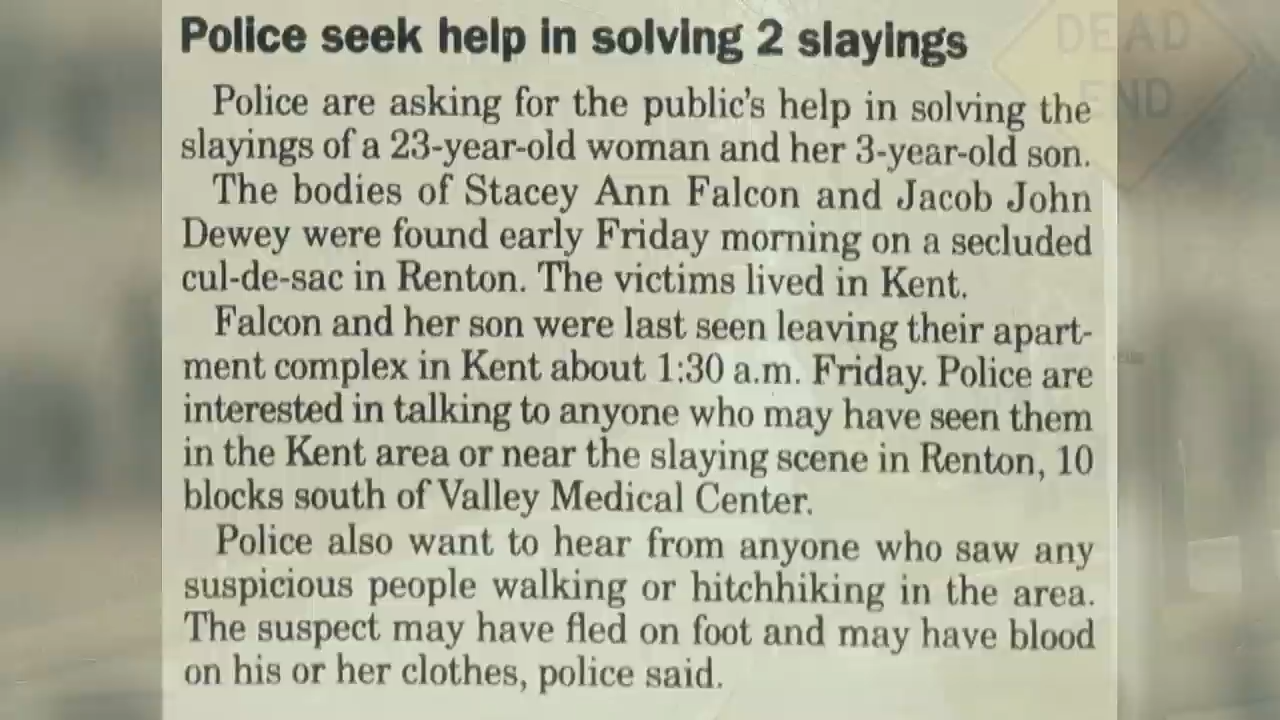 Police seek help in solving 2 slayings
DEAD
END
Police are asking for the public's help in solving the
slayings of a 23-year-old woman and her 3-year-old son.
The bodies of Stacey Ann Falcon and Jacob John
Dewey were found early Friday morning on a secluded
cul-de-sac in Renton. The victims lived in Kent.
Falcon and her son were last seen leaving their apart-
ment complex in Kent about 1:30 a.m. Friday. Police are
interested in talking to anyone who may have seen them
in the Kent area or near the slaying scene in Renton, 10
blocks south of Valley Medical Center.
Police also want to hear from anyone who saw any
suspicious people walking or hitchhiking in the area.
The suspect may have fled on foot and may have blood
on his or her clothes, police said.